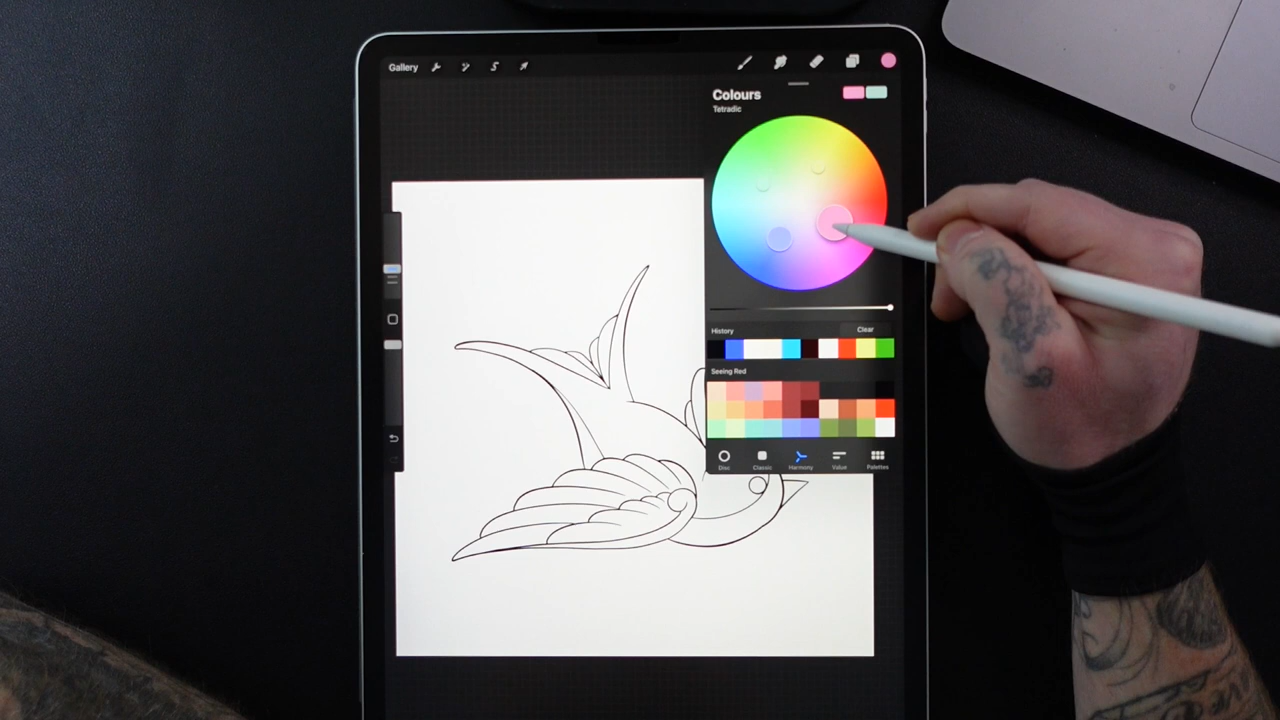 Gallery
Colours
Tetradic
History Clear
Seeing Red
Disc Classic Harmony Value Palettes